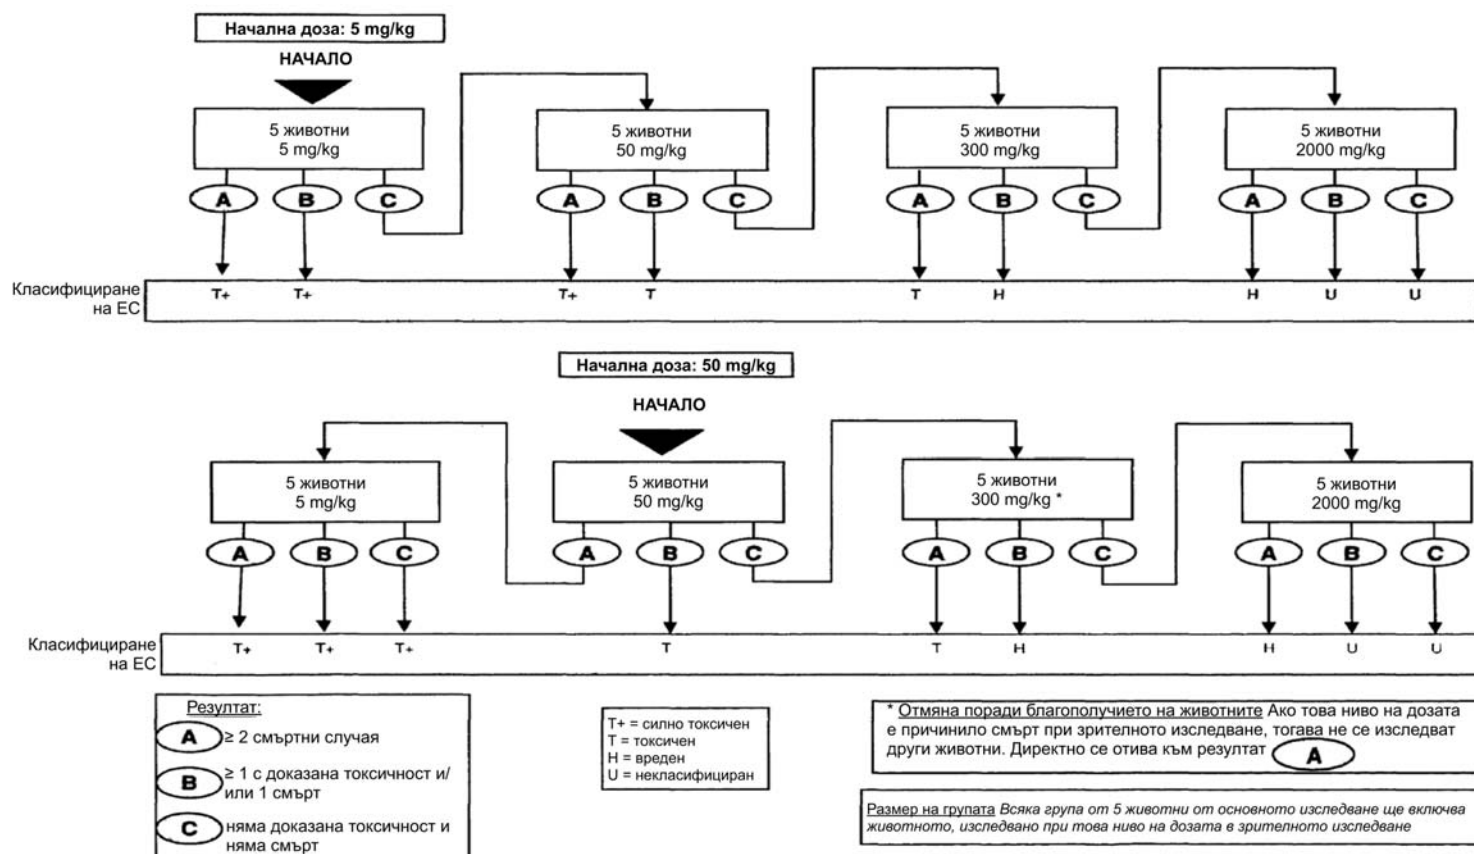 Начална доза: 5 mg/kg
НАЧАЛО
5 животни
5 mg/kg
5 животни
50 mg/kg
5 животни
300 mg/kg
5 животни
2000 mg/kg
A B C A B C A B C A B C
Класифициране
на ЕС
T+ T+ T+ T T H H U U
Начална доза: 50 mg/kg
НАЧАЛО
5 животни
5 mg/kg
5 животни
50 mg/kg
5 животни
300 mg/kg *
5 животни
2000 mg/kg
A B C A B C A B C A B C
Класифициране
на ЕС
T+ T+ T+ T T H H U U
Резултат:
A ≥ 2 смъртни случая
B ≥ 1 с доказана токсичност и/
или 1 смърт
C няма доказана токсичност и
няма смърт
T+ = силно токсичен
T = токсичен
H = вреден
U = некласифициран
* Отмяна поради благополучието на животните Ако това ниво на дозата
е причинило смърт при зрителното изследване, тогава не се изследват
други животни. Директно се отива към резултат A
Размер на групата Всяка група от 5 животни от основното изследване ще включва
животното, изследвано при това ниво на дозата в зрителното изследване